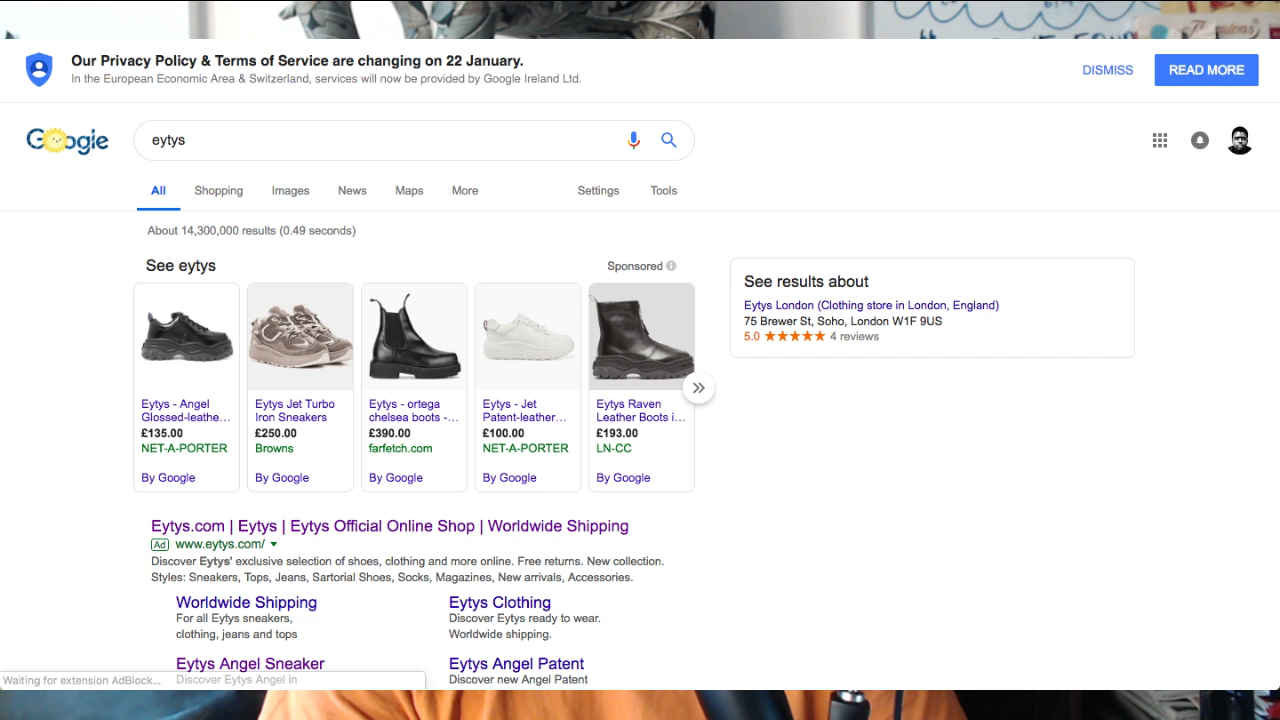 Our Privacy Policy & Terms of Service are changing on 22 January.
In the European Economic Area & Switzerland, services will now be provided by Google Ireland Ltd.
DISMISS
READ MORE
Google
eytys
All
Shopping
Images
News
Maps
More
Settings
Tools
About 14,300,000 results (0.49 seconds)
See eytys
Sponsored
Eytys - Angel
Glossed-leathe...
£135.00
NET-A-PORTER
By Google
Eytys Jet Turbo
Iron Sneakers
£250.00
Browns
By Google
Eytys - ortega
chelsea boots -...
£390.00
farfetch.com
By Google
Eytys - Jet
Patent-leather...
£100.00
NET-A-PORTER
By Google
Eytys Raven
Leather Boots i...
£193.00
LN-CC
By Google
See results about
Eytys London (Clothing store in London, England)
75 Brewer St, Soho, London W1F 9US
5.0 ★★★★★ 4 reviews
Eytys.com | Eytys | Eytys Official Online Shop | Worldwide Shipping
Ad www.eytys.com/
Discover Eytys' exclusive selection of shoes, clothing and more online. Free returns. New collection.
Styles: Sneakers, Tops, Jeans, Sartorial Shoes, Socks, Magazines, New arrivals, Accessories.
Worldwide Shipping
For all Eytys sneakers,
clothing, jeans and tops
Eytys Clothing
Discover Eytys ready to wear.
Worldwide shipping.
Eytys Angel Sneaker
Discover Eytys Angel in
Eytys Angel Patent
Discover new Angel Patent
Waiting for extension AdBlock...